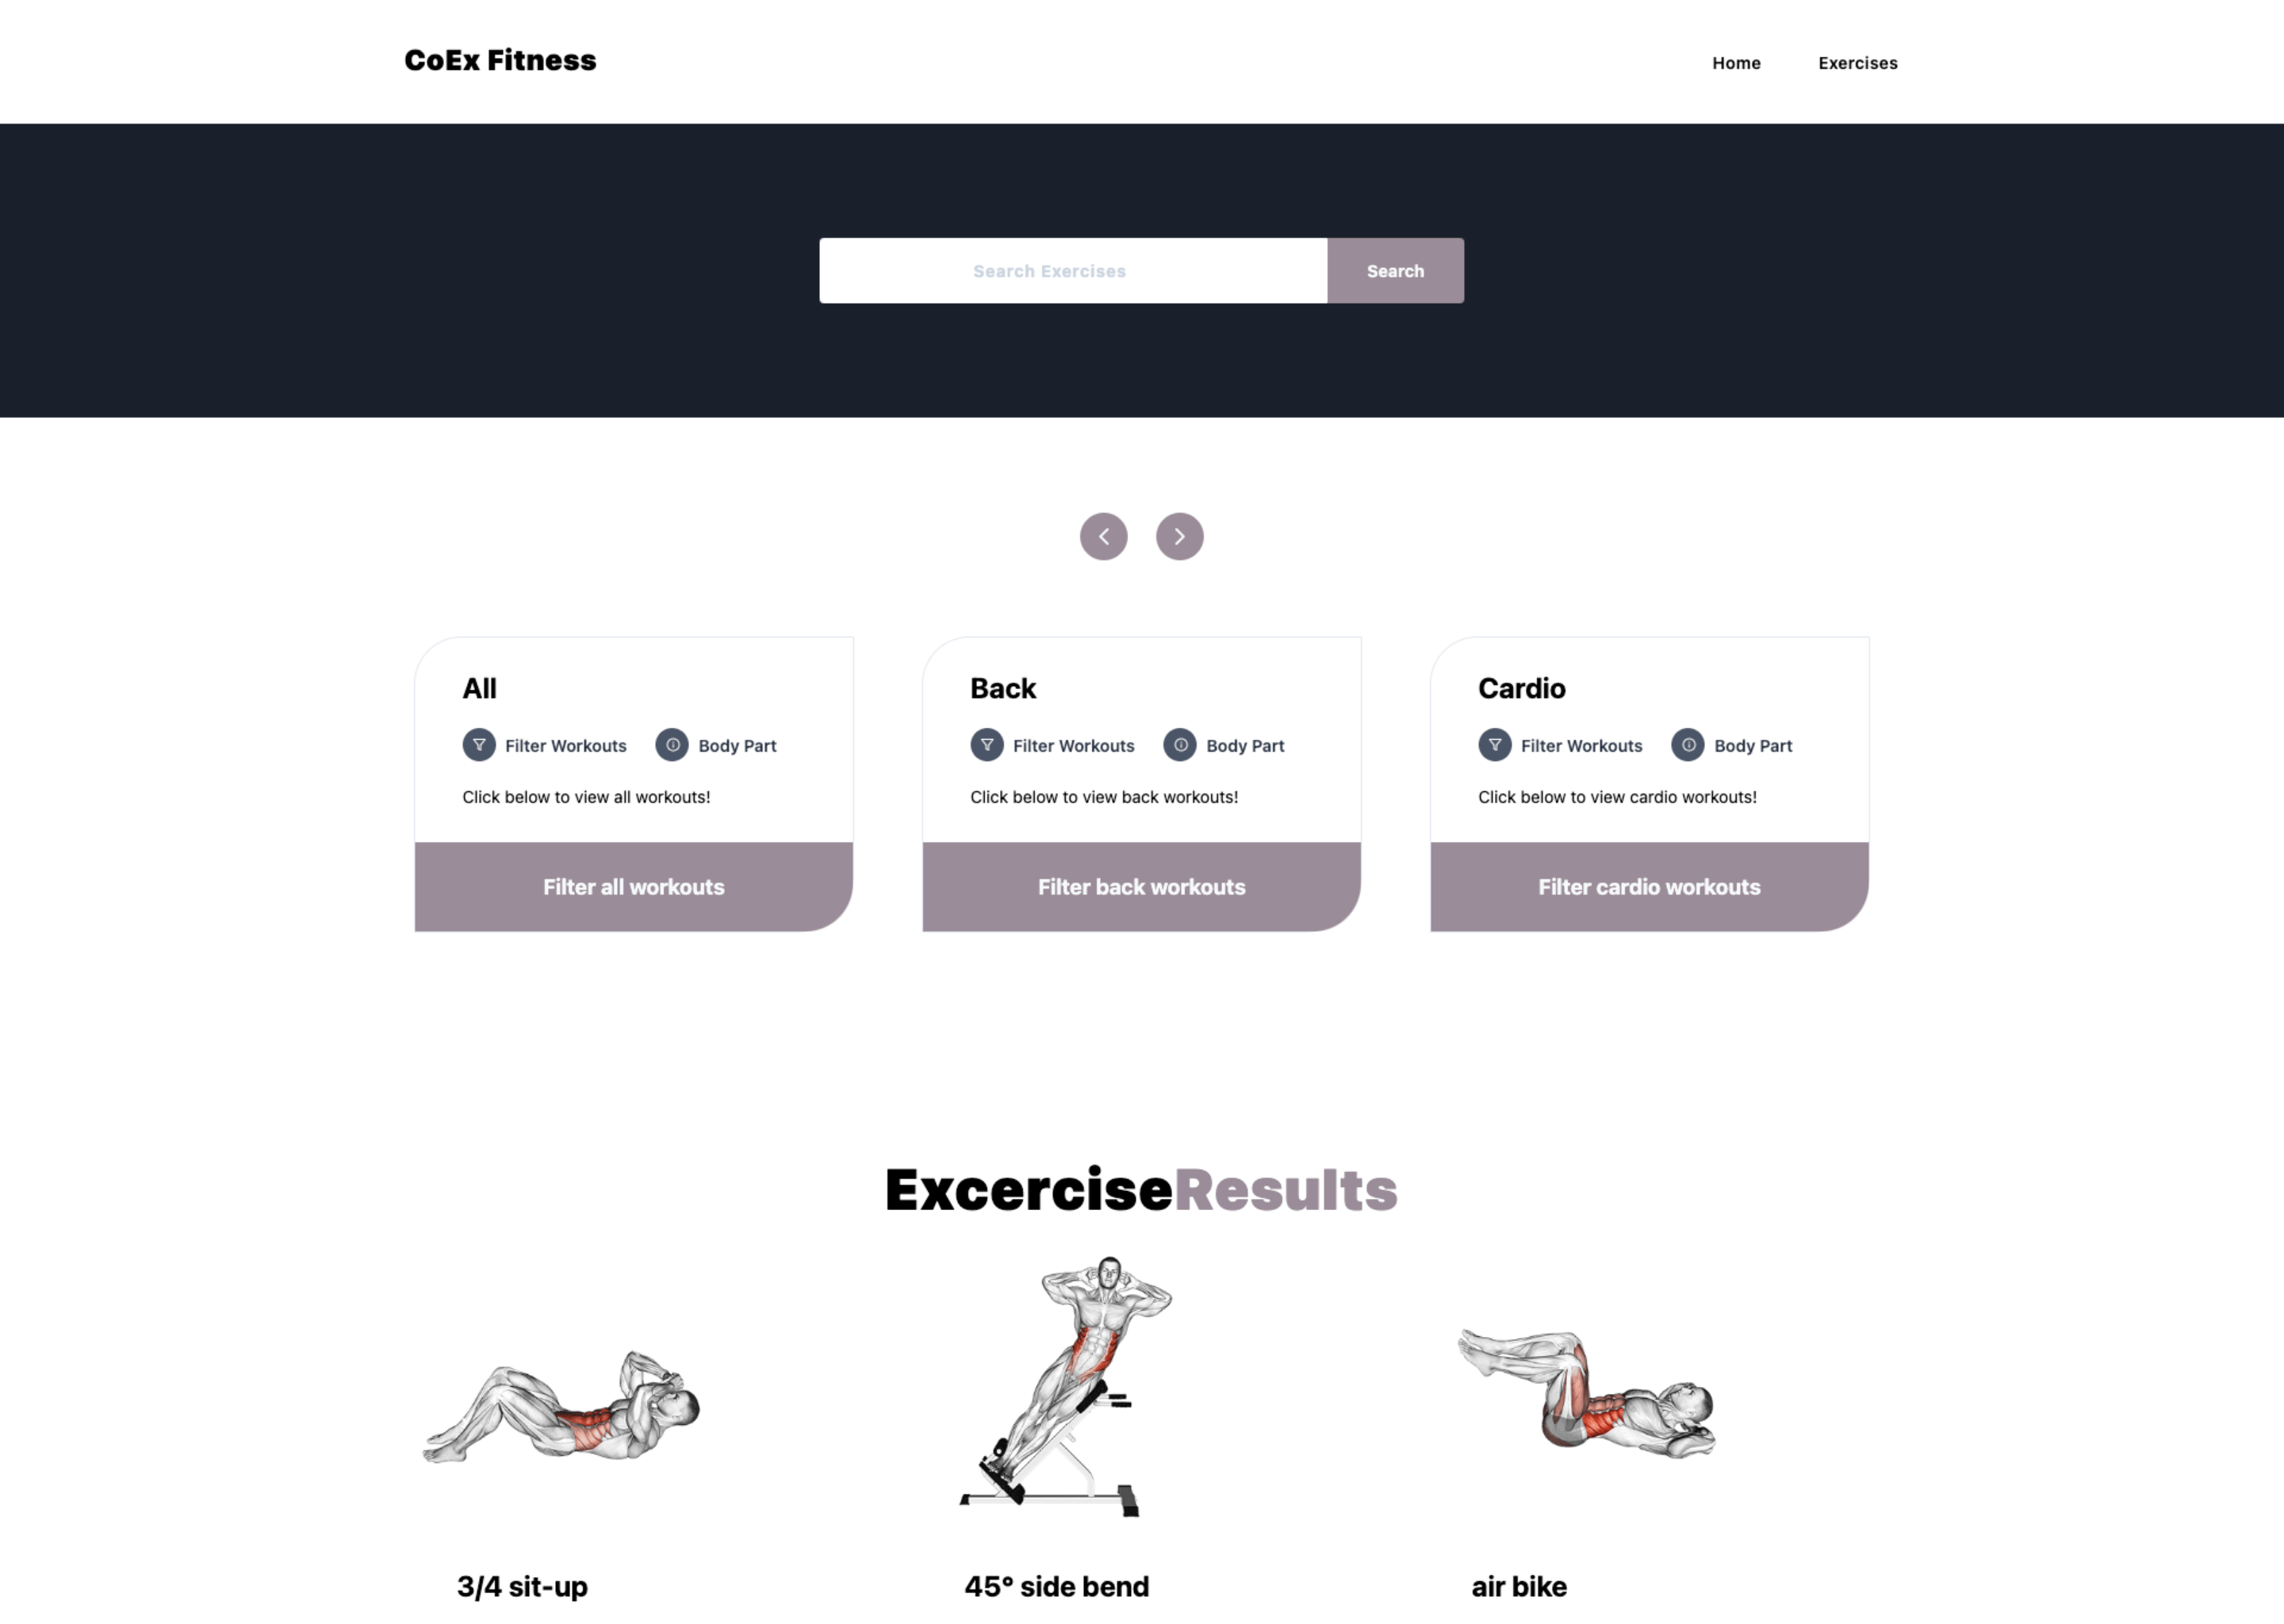 CoEx Fitness
Home Exercises
Search Exercises Search
All
Filter Workouts Body Part
Click below to view all workouts!
Filter all workouts
Back
Filter Workouts Body Part
Click below to view back workouts!
Filter back workouts
Cardio
Filter Workouts Body Part
Click below to view cardio workouts!
Filter cardio workouts
ExcerciseResults
3/4 sit-up
45° side bend
air bike